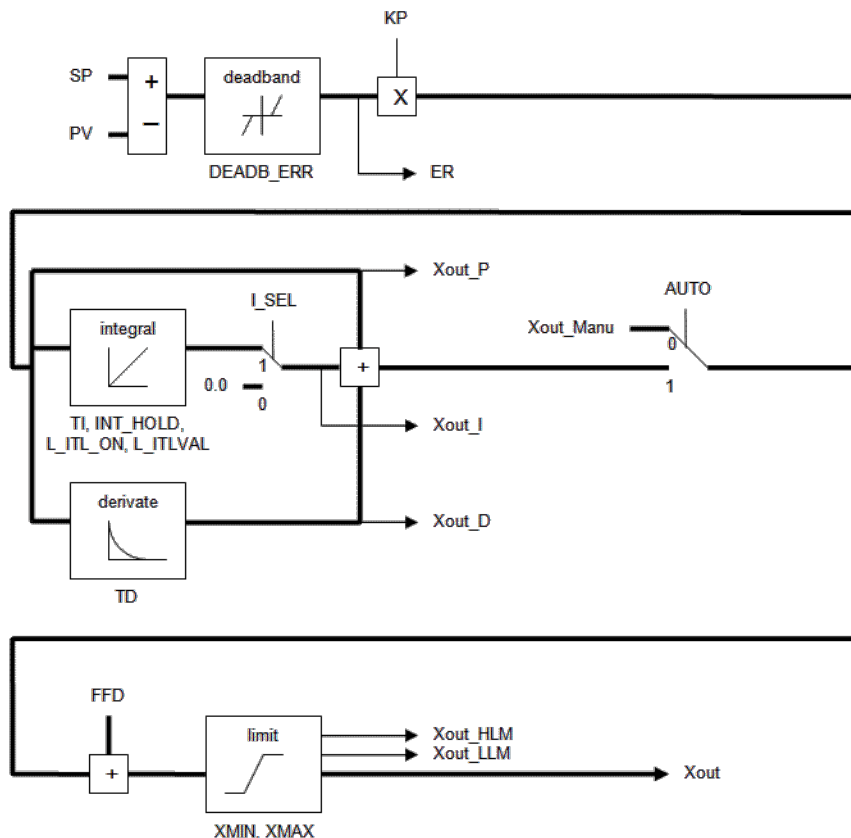 KP
SP
+
deadband
X
PV
−
DEADB_ERR
ER
Xout_P
I_SEL
AUTO
integral
Xout_Manu
0
1
+
0.0
0
1
TI, INT_HOLD,
L_ITL_ON, L_ITLVAL
Xout_I
derivate
Xout_D
TD
FFD
limit
Xout_HLM
Xout_LLM
+
Xout
XMIN, XMAX